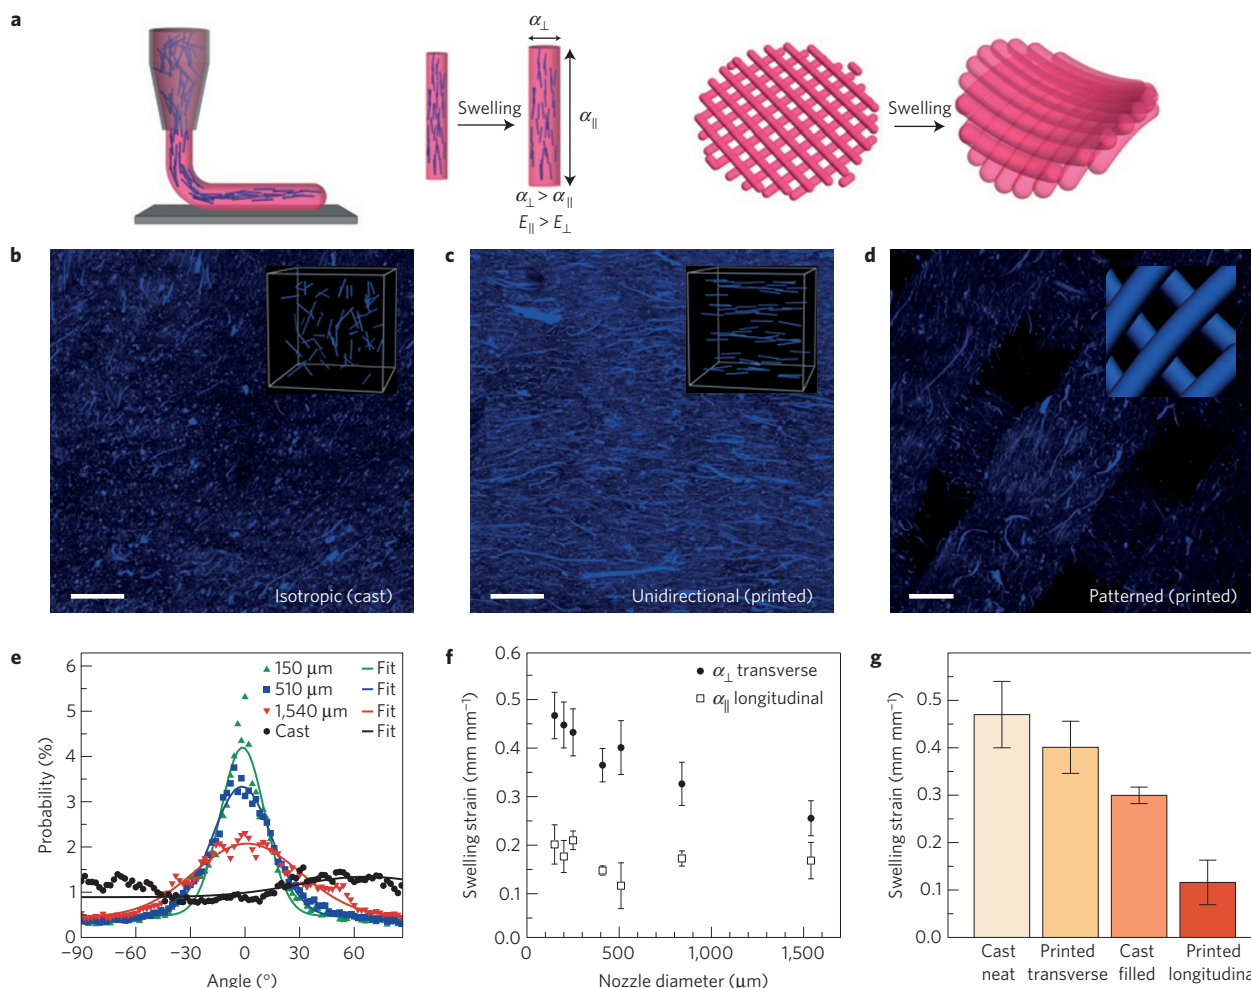 a
α⊥
Swelling
α∥
α⊥ > α∥
E∥ > E⊥
Swelling
b
Isotropic (cast)
c
Unidirectional (printed)
d
Patterned (printed)
e
150 µm
Fit
510 µm
Fit
1,540 µm
Fit
Cast
Fit
6
5
4
3
2
1
0
Probability (%)
−90
−60
−30
0
30
60
Angle (°)
f
α⊥ transverse
α∥ longitudinal
0.6
0.5
0.4
0.3
0.2
0.1
0
Swelling strain (mm mm⁻¹)
0
500
1,000
1,500
Nozzle diameter (µm)
g
0.4
0.3
0.2
0.1
0.0
Swelling strain (mm mm⁻¹)
Cast neat
Printed transverse
Cast filled
Printed longitudinal